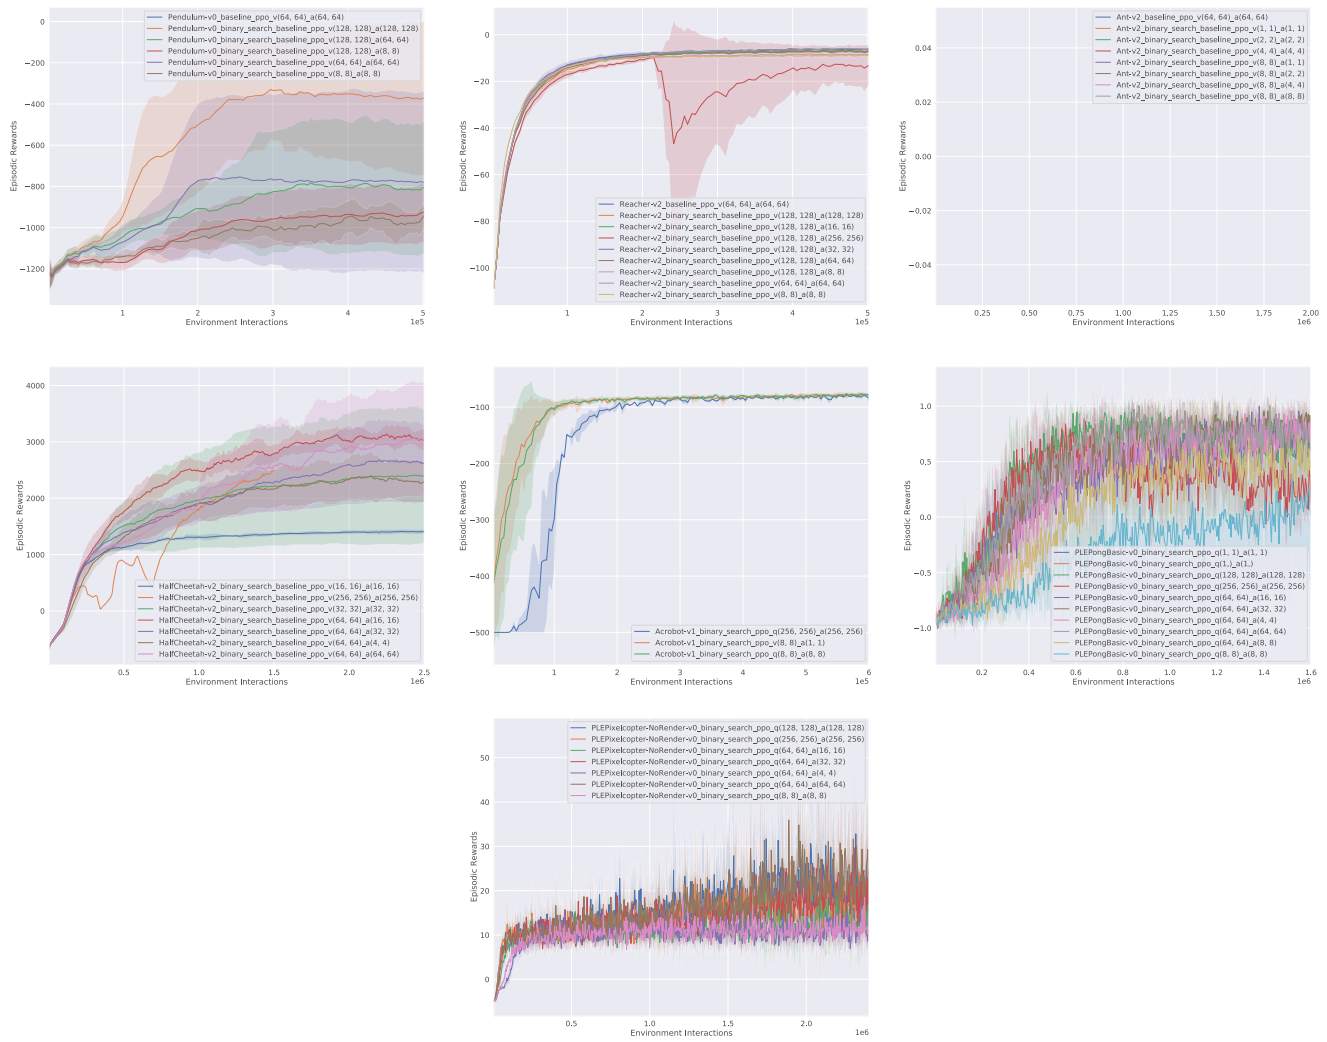 Pendulum-v0_baseline_ppo_v(64, 64)_a(64, 64)
Pendulum-v0_binary_search_baseline_ppo_v(128, 128)_a(128, 128)
Pendulum-v0_binary_search_baseline_ppo_v(128, 128)_a(64, 64)
Pendulum-v0_binary_search_baseline_ppo_v(128, 128)_a(8, 8)
Pendulum-v0_binary_search_baseline_ppo_v(64, 64)_a(64, 64)
Pendulum-v0_binary_search_baseline_ppo_v(8, 8)_a(8, 8)
0
−200
−400
−600
−800
−1000
−1200
Episodic Rewards
1 2 3 4 5
1e5
Environment Interactions
0
−20
−40
−60
−80
−100
Episodic Rewards
Reacher-v2_baseline_ppo_v(64, 64)_a(64, 64)
Reacher-v2_binary_search_baseline_ppo_v(128, 128)_a(128, 128)
Reacher-v2_binary_search_baseline_ppo_v(128, 128)_a(16, 16)
Reacher-v2_binary_search_baseline_ppo_v(128, 128)_a(256, 256)
Reacher-v2_binary_search_baseline_ppo_v(128, 128)_a(32, 32)
Reacher-v2_binary_search_baseline_ppo_v(128, 128)_a(64, 64)
Reacher-v2_binary_search_baseline_ppo_v(128, 128)_a(8, 8)
Reacher-v2_binary_search_baseline_ppo_v(64, 64)_a(64, 64)
Reacher-v2_binary_search_baseline_ppo_v(8, 8)_a(8, 8)
1 2 3 4 5
1e5
Environment Interactions
Ant-v2_baseline_ppo_v(64, 64)_a(64, 64)
Ant-v2_binary_search_baseline_ppo_v(1, 1)_a(1, 1)
Ant-v2_binary_search_baseline_ppo_v(2, 2)_a(2, 2)
Ant-v2_binary_search_baseline_ppo_v(4, 4)_a(4, 4)
Ant-v2_binary_search_baseline_ppo_v(8, 8)_a(1, 1)
Ant-v2_binary_search_baseline_ppo_v(8, 8)_a(2, 2)
Ant-v2_binary_search_baseline_ppo_v(8, 8)_a(4, 4)
Ant-v2_binary_search_baseline_ppo_v(8, 8)_a(8, 8)
0.04
0.02
0.00
−0.02
−0.04
Episodic Rewards
0.25 0.50 0.75 1.00 1.25 1.50 1.75 2.00
1e6
Environment Interactions
4000
3000
2000
1000
0
Episodic Rewards
HalfCheetah-v2_binary_search_baseline_ppo_v(16, 16)_a(16, 16)
HalfCheetah-v2_binary_search_baseline_ppo_v(256, 256)_a(256, 256)
HalfCheetah-v2_binary_search_baseline_ppo_v(32, 32)_a(32, 32)
HalfCheetah-v2_binary_search_baseline_ppo_v(64, 64)_a(16, 16)
HalfCheetah-v2_binary_search_baseline_ppo_v(64, 64)_a(32, 32)
HalfCheetah-v2_binary_search_baseline_ppo_v(64, 64)_a(4, 4)
HalfCheetah-v2_binary_search_baseline_ppo_v(64, 64)_a(64, 64)
0.5 1.0 1.5 2.0 2.5
1e6
Environment Interactions
−100
−200
−300
−400
−500
Episodic Rewards
Acrobot-v1_binary_search_ppo_q(256, 256)_a(256, 256)
Acrobot-v1_binary_search_ppo_v(8, 8)_a(1, 1)
Acrobot-v1_binary_search_ppo_q(8, 8)_a(8, 8)
1 2 3 4 5 6
1e5
Environment Interactions
1.0
0.5
0.0
−0.5
−1.0
Episodic Rewards
PLEPongBasic-v0_binary_search_ppo_q(1, 1)_a(1, 1)
PLEPongBasic-v0_binary_search_ppo_q(1,)_a(1,)
PLEPongBasic-v0_binary_search_ppo_q(128, 128)_a(128, 128)
PLEPongBasic-v0_binary_search_ppo_q(256, 256)_a(256, 256)
PLEPongBasic-v0_binary_search_ppo_q(64, 64)_a(16, 16)
PLEPongBasic-v0_binary_search_ppo_q(64, 64)_a(32, 32)
PLEPongBasic-v0_binary_search_ppo_q(64, 64)_a(4, 4)
PLEPongBasic-v0_binary_search_ppo_q(64, 64)_a(64, 64)
PLEPongBasic-v0_binary_search_ppo_q(64, 64)_a(8, 8)
PLEPongBasic-v0_binary_search_ppo_q(8, 8)_a(8, 8)
0.2 0.4 0.6 0.8 1.0 1.2 1.4 1.6
1e6
Environment Interactions
PLEPixelcopter-NoRender-v0_binary_search_ppo_q(128, 128)_a(128, 128)
PLEPixelcopter-NoRender-v0_binary_search_ppo_q(256, 256)_a(256, 256)
PLEPixelcopter-NoRender-v0_binary_search_ppo_q(64, 64)_a(16, 16)
PLEPixelcopter-NoRender-v0_binary_search_ppo_q(64, 64)_a(32, 32)
PLEPixelcopter-NoRender-v0_binary_search_ppo_q(64, 64)_a(4, 4)
PLEPixelcopter-NoRender-v0_binary_search_ppo_q(64, 64)_a(64, 64)
PLEPixelcopter-NoRender-v0_binary_search_ppo_q(8, 8)_a(8, 8)
50
40
30
20
10
0
Episodic Rewards
0.5 1.0 1.5 2.0
1e6
Environment Interactions